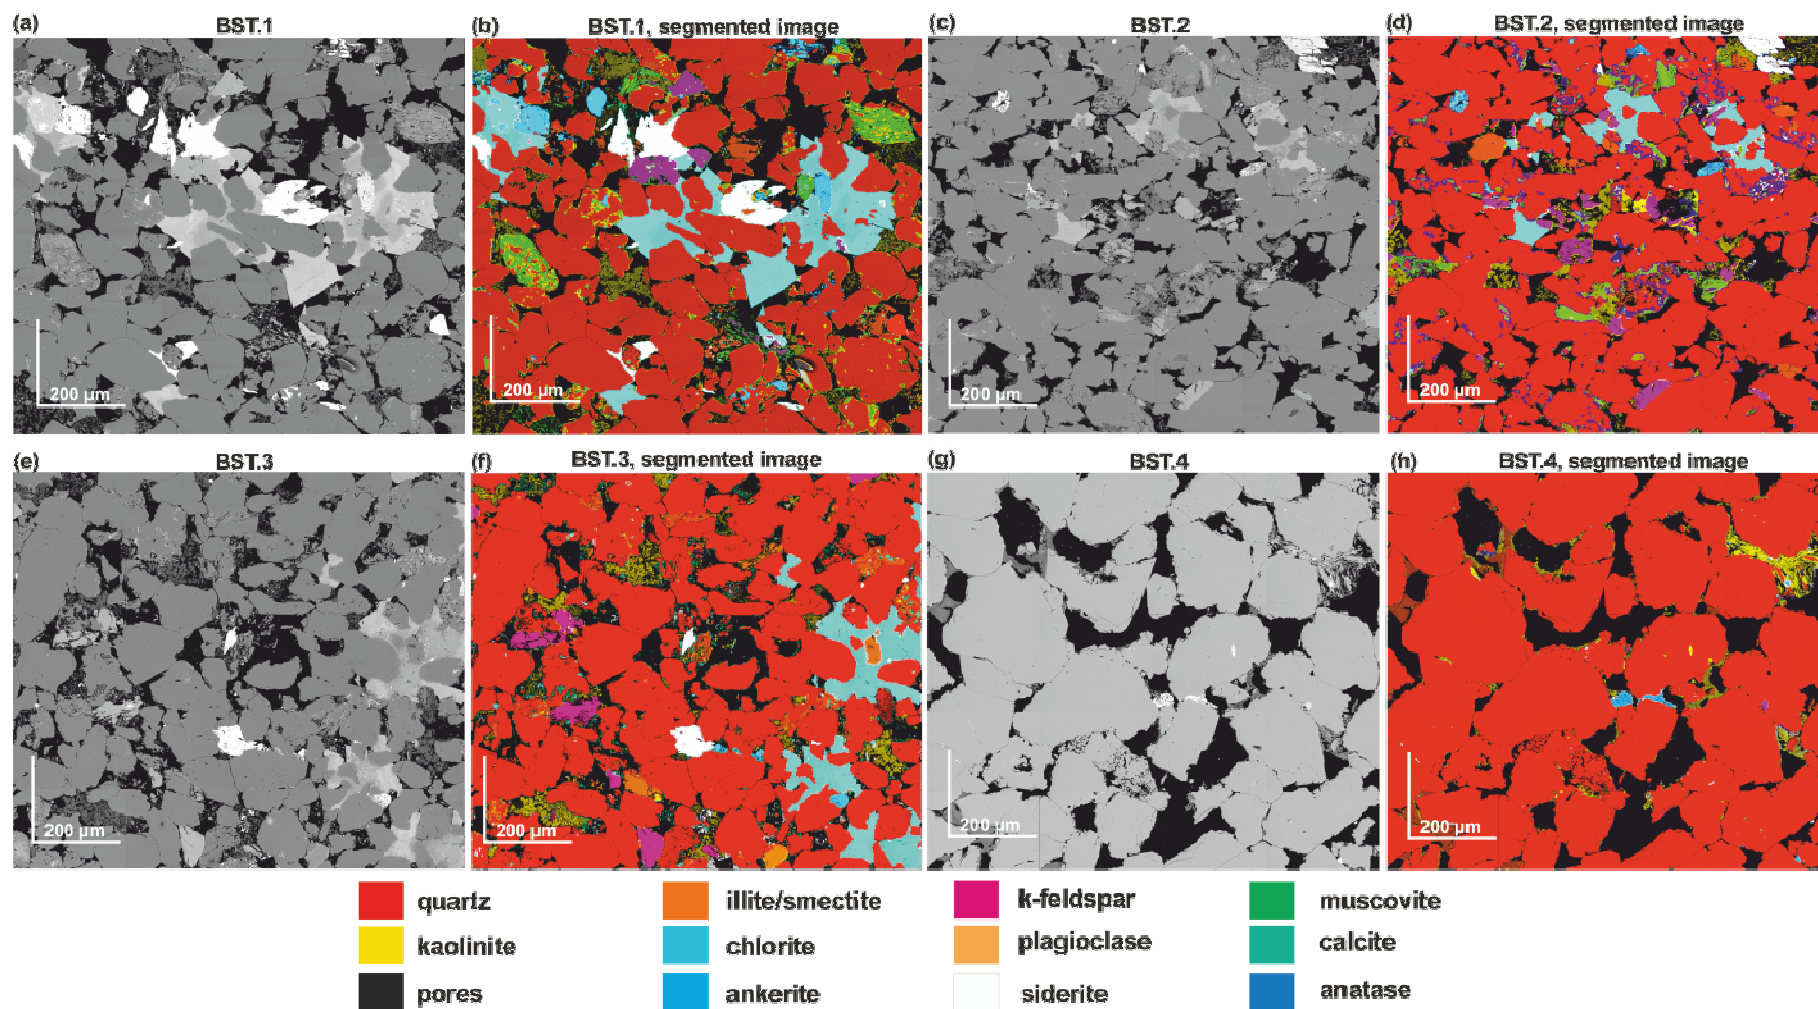 (a) BST.1
(b) BST.1, segmented image
(c) BST.2
(d) BST.2, segmented image
200 µm
200 µm
200 µm
200 µm
(e) BST.3
(f) BST.3, segmented image
(g) BST.4
(h) BST.4, segmented image
200 µm
200 µm
200 µm
200 µm
quartz illite/smectite k-feldspar muscovite
kaolinite chlorite plagioclase calcite
pores ankerite siderite anatase